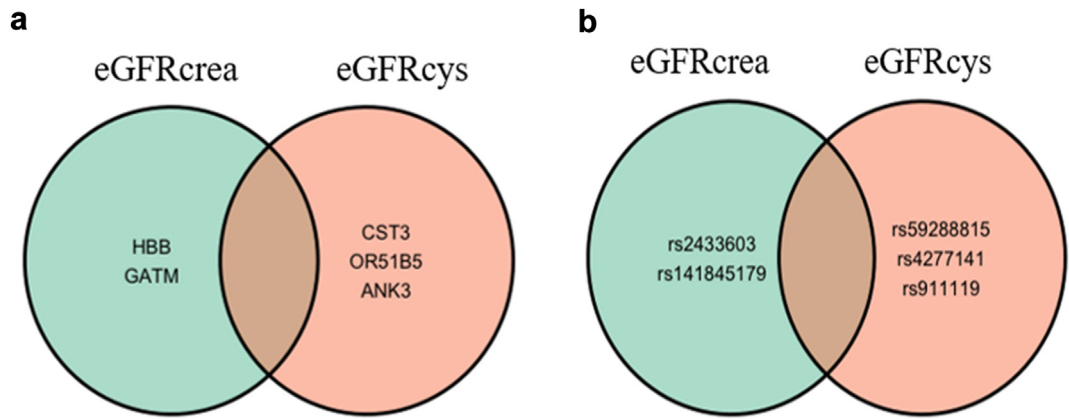 a
eGFRcrea
eGFRcys
HBB
GATM
CST3
OR51B5
ANK3
b
eGFRcrea
eGFRcys
rs2433603
rs141845179
rs59288815
rs4277141
rs911119